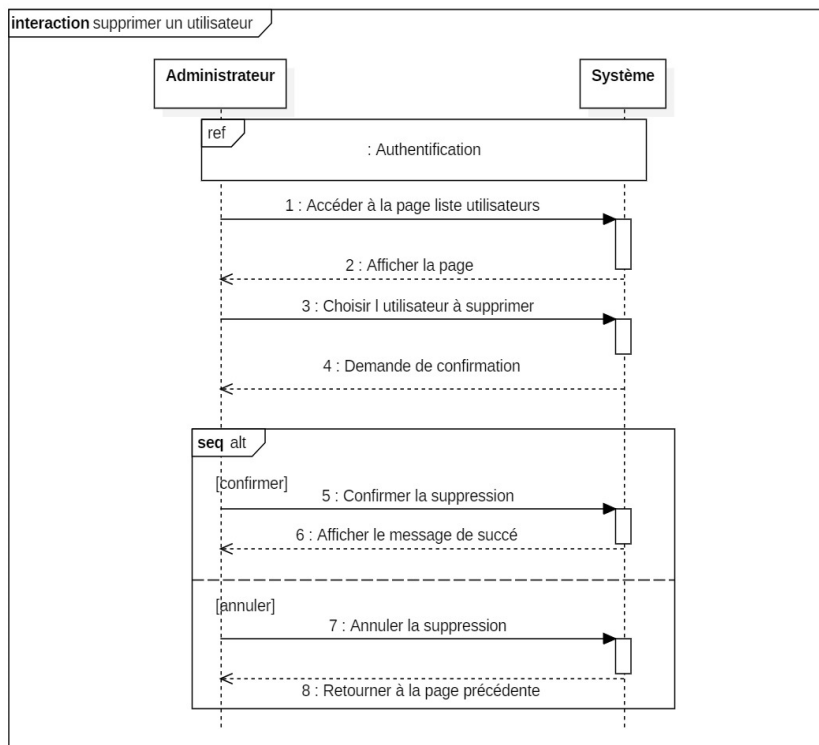 interaction supprimer un utilisateur
Administrateur
Système
ref
: Authentification
1 : Accéder à la page liste utilisateurs
2 : Afficher la page
3 : Choisir l utilisateur à supprimer
4 : Demande de confirmation
seq alt
[confirmer]
5 : Confirmer la suppression
6 : Afficher le message de succé
[annuler]
7 : Annuler la suppression
8 : Retourner à la page précédente